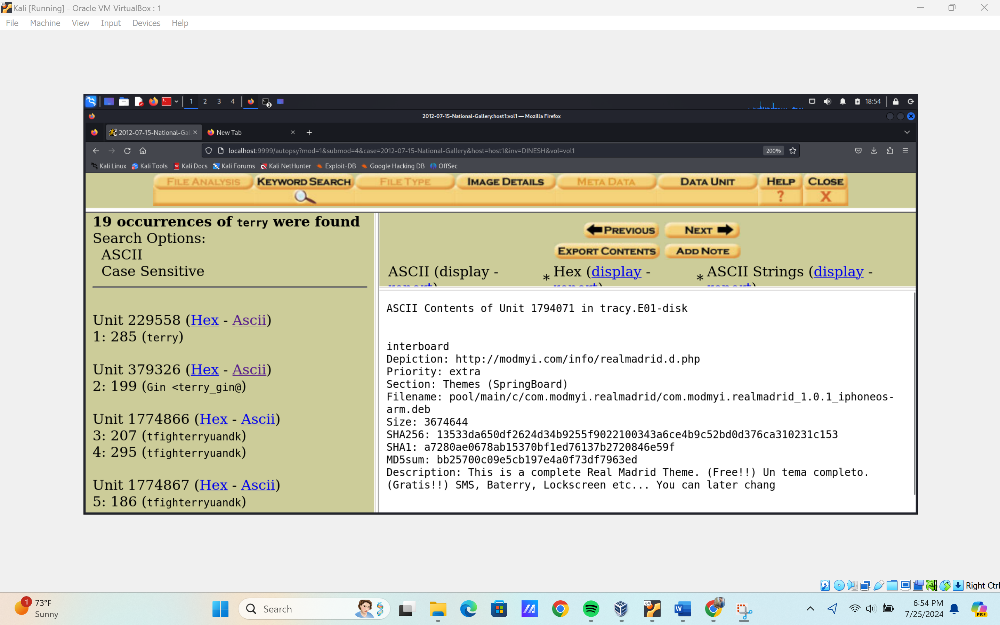 Kali [Running] - Oracle VM VirtualBox : 1
File Machine View Input Devices Help
1 2 3 4 3 18:54
2012-07-15-National-Gallery:host1:vol1 — Mozilla Firefox
2012-07-15-National-Gal New Tab
localhost:9999/autopsy?mod=1&submod=4&case=2012-07-15-National-Gallery&host=host1&inv=DINESH&vol=vol1 200%
Kali Linux Kali Tools Kali Docs Kali Forums Kali NetHunter Exploit-DB Google Hacking DB OffSec
FILE ANALYSIS KEYWORD SEARCH FILE TYPE IMAGE DETAILS META DATA DATA UNIT HELP CLOSE
? X
19 occurrences of terry were found
Search Options:
ASCII
Case Sensitive
Unit 229558 (Hex - Ascii)
1: 285 (terry)
Unit 379326 (Hex - Ascii)
2: 199 (Gin <terry_gin@)
Unit 1774866 (Hex - Ascii)
3: 207 (tfighterryuandk)
4: 295 (tfighterryuandk)
Unit 1774867 (Hex - Ascii)
5: 186 (tfighterryuandk)
PREVIOUS NEXT
EXPORT CONTENTS ADD NOTE
ASCII (display - * Hex (display - * ASCII Strings (display -
report) report) report)
ASCII Contents of Unit 1794071 in tracy.E01-disk
interboard
Depiction: http://modmyi.com/info/realmadrid.d.php
Priority: extra
Section: Themes (SpringBoard)
Filename: pool/main/c/com.modmyi.realmadrid/com.modmyi.realmadrid_1.0.1_iphoneos-
arm.deb
Size: 3674644
SHA256: 13533da650df2624d34b9255f9022100343a6ce4b9c52bd0d376ca310231c153
SHA1: a7280ae0678ab15370bf1ed76137b2720846e59f
MD5sum: bb25700c09e5cb197e4a0f73df7963ed
Description: This is a complete Real Madrid Theme. (Free!!) Un tema completo.
(Gratis!!) SMS, Baterry, Lockscreen etc... You can later chang
Right Ctrl
1 73°F
Sunny
Search
64
W
6:54 PM
7/25/2024
PRE